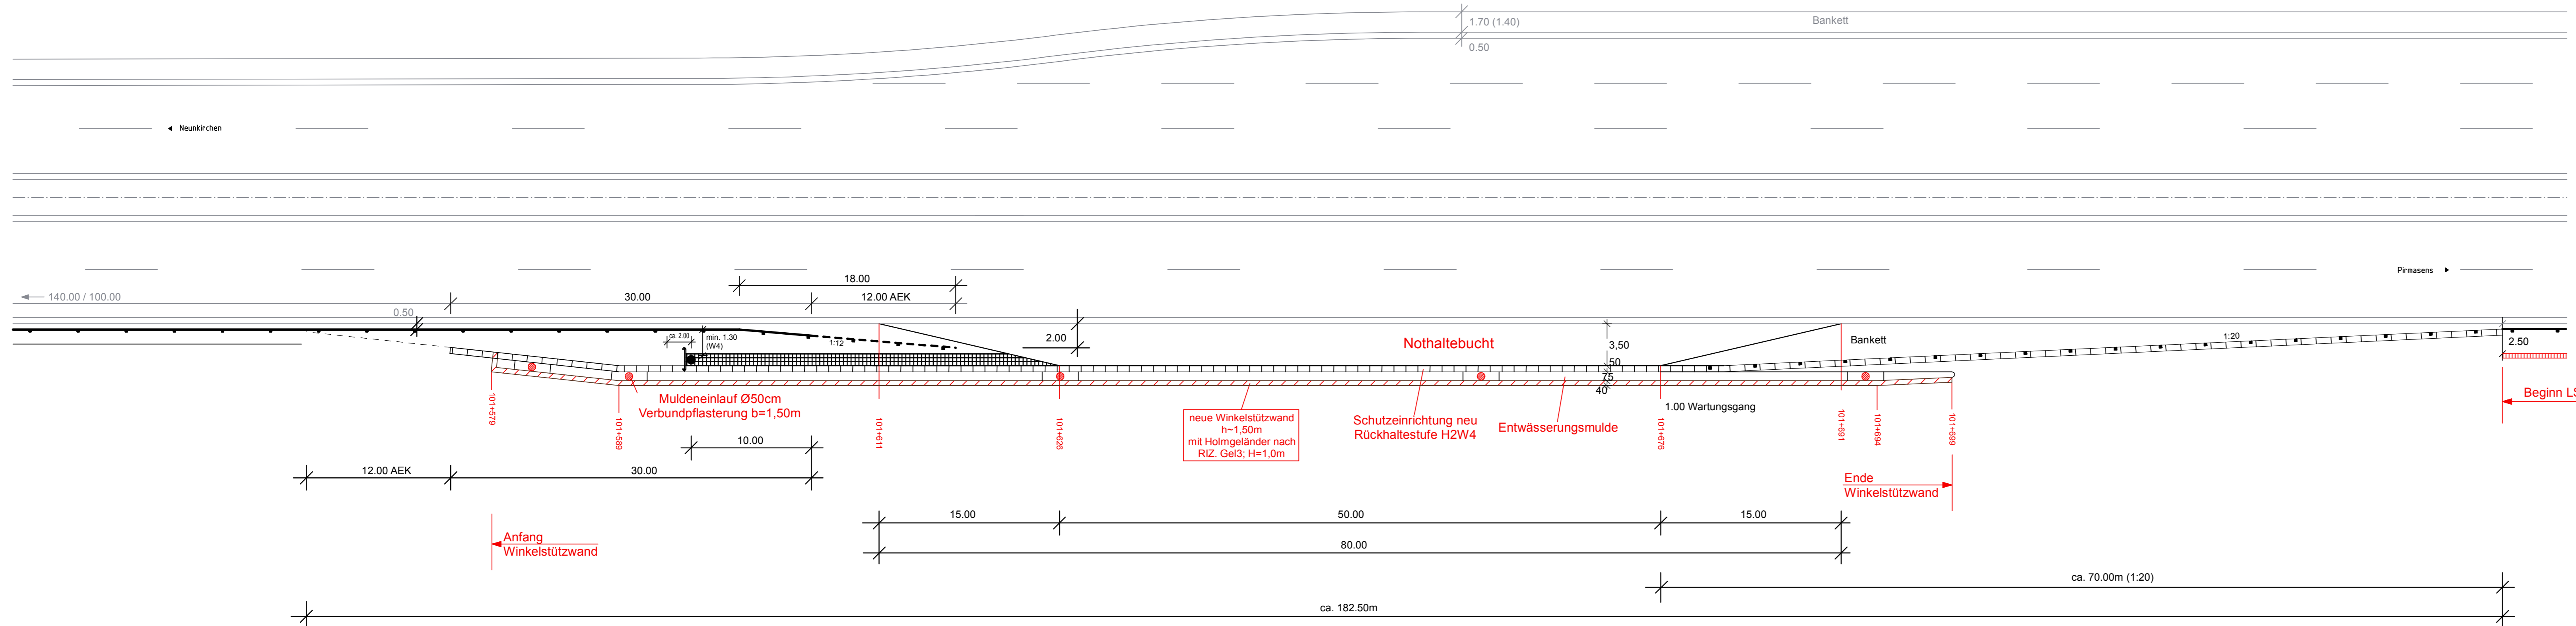 1.70 (1.40)
Bankett
0.50
Neunkirchen
Pirmasens
18.00
140.00 / 100.00
30.00
12.00 AEK
0.50
ca. 2.00
min. 1.30
(W4)
1:12
2.00
Nothaltebucht
3,50
50
75
40
Bankett
1:20
2.50
Muldeneinlauf Ø50cm
Verbundpflasterung b=1,50m
neue Winkelstützwand
h~1,50m
mit Holmgeländer nach
RIZ. Gel3; H=1,0m
Schutzeinrichtung neu
Rückhaltestufe H2W4
Entwässerungsmulde
1.00 Wartungsgang
Beginn LS
101+579
101+589
101+611
101+626
101+676
101+691
101+694
101+699
10.00
12.00 AEK
30.00
Ende
Winkelstützwand
15.00
50.00
15.00
Anfang
Winkelstützwand
80.00
ca. 70.00m (1:20)
ca. 182.50m